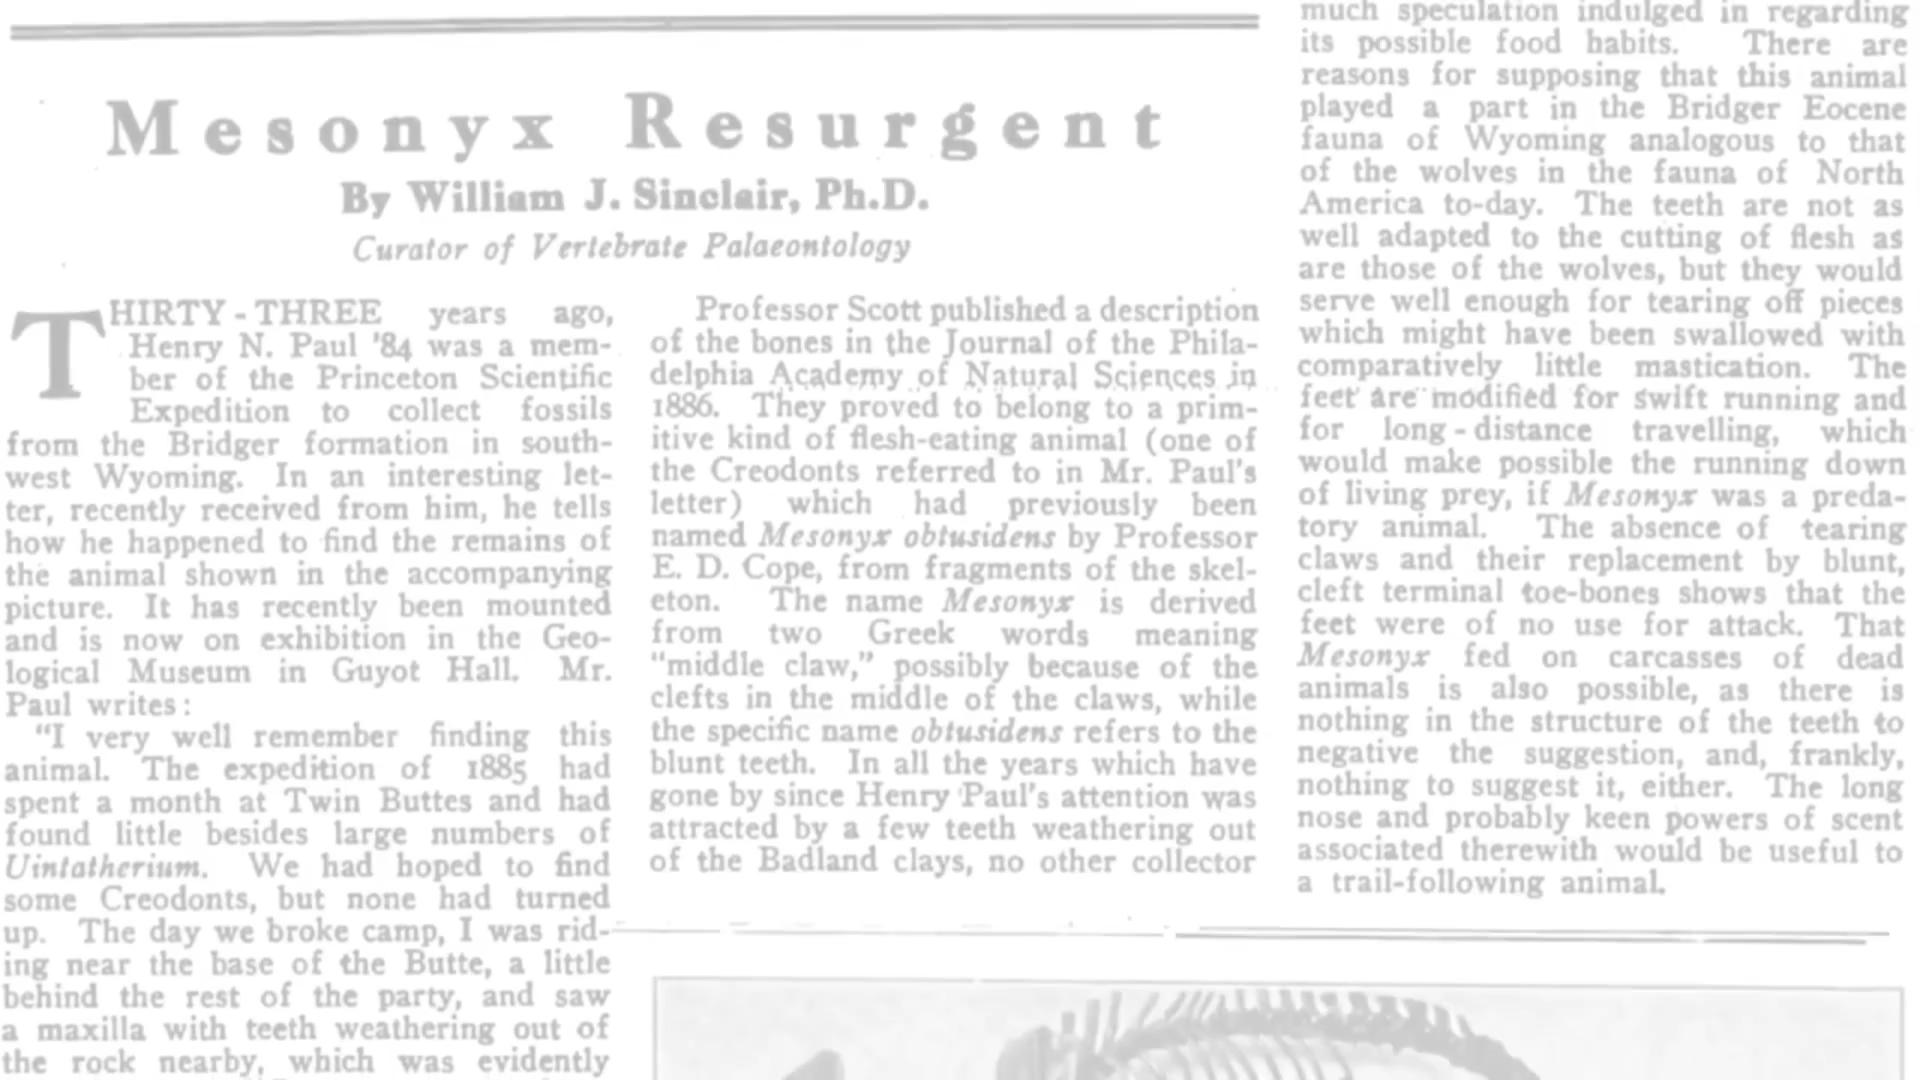 Mesonyx Resurgent
By William J. Sinclair, Ph.D.
Curator of Vertebrate Palaeontology
THIRTY-THREE years ago,
Henry N. Paul '84 was a mem-
ber of the Princeton Scientific
Expedition to collect fossils
from the Bridger formation in south-
west Wyoming. In an interesting let-
ter, recently received from him, he tells
how he happened to find the remains of
the animal shown in the accompanying
picture. It has recently been mounted
and is now on exhibition in the Geo-
logical Museum in Guyot Hall. Mr.
Paul writes:
"I very well remember finding this
animal. The expedition of 1885 had
spent a month at Twin Buttes and had
found little besides large numbers of
Uintatherium. We had hoped to find
some Creodonts, but none had turned
up. The day we broke camp, I was rid-
ing near the base of the Butte, a little
behind the rest of the party, and saw
a maxilla with teeth weathering out of
the rock nearby, which was evidently
Professor Scott published a description
of the bones in the Journal of the Phila-
delphia Academy of Natural Sciences in
1886. They proved to belong to a prim-
itive kind of flesh-eating animal (one of
the Creodonts referred to in Mr. Paul's
letter) which had previously been
named Mesonyx obtusidens by Professor
E. D. Cope, from fragments of the skel-
eton. The name Mesonyx is derived
from two Greek words meaning
"middle claw," possibly because of the
clefts in the middle of the claws, while
the specific name obtusidens refers to the
blunt teeth. In all the years which have
gone by since Henry Paul's attention was
attracted by a few teeth weathering out
of the Badland clays, no other collector
much speculation indulged in regarding
its possible food habits. There are
reasons for supposing that this animal
played a part in the Bridger Eocene
fauna of Wyoming analogous to that
of the wolves in the fauna of North
America to-day. The teeth are not as
well adapted to the cutting of flesh as
are those of the wolves, but they would
serve well enough for tearing off pieces
which might have been swallowed with
comparatively little mastication. The
feet are modified for swift running and
for long-distance travelling, which
would make possible the running down
of living prey, if Mesonyx was a preda-
tory animal. The absence of tearing
claws and their replacement by blunt,
cleft terminal toe-bones shows that the
feet were of no use for attack. That
Mesonyx fed on carcasses of dead
animals is also possible, as there is
nothing in the structure of the teeth to
negative the suggestion, and, frankly,
nothing to suggest it, either. The long
nose and probably keen powers of scent
associated therewith would be useful to
a trail-following animal.